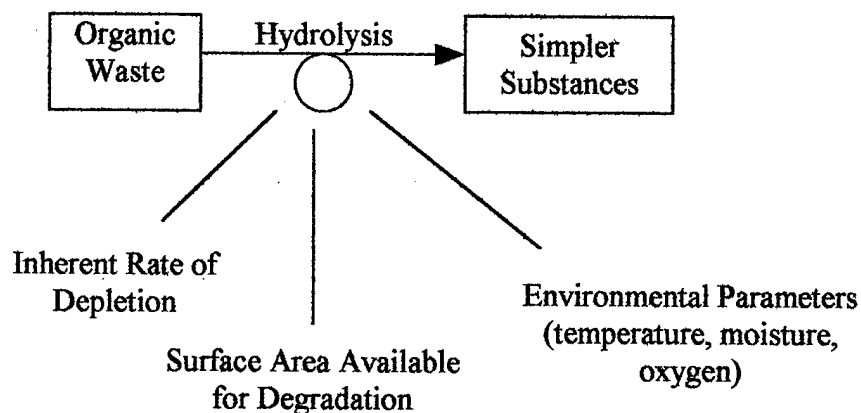 Organic
Waste
Hydrolysis
Simpler
Substances
Inherent Rate of
Depletion
Surface Area Available
for Degradation
Environmental Parameters
(temperature, moisture,
oxygen)